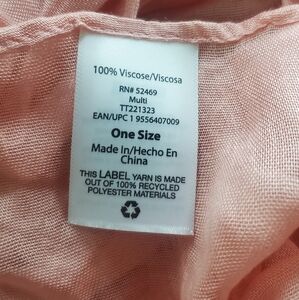 100% Viscose/Viscosa
RN# 52469
Multi
TT221323
EAN/UPC 1 9556407009
One Size
Made In/Hecho En
China
THIS LABEL YARN IS MADE
OUT OF 100% RECYCLED
POLYESTER MATERIALS